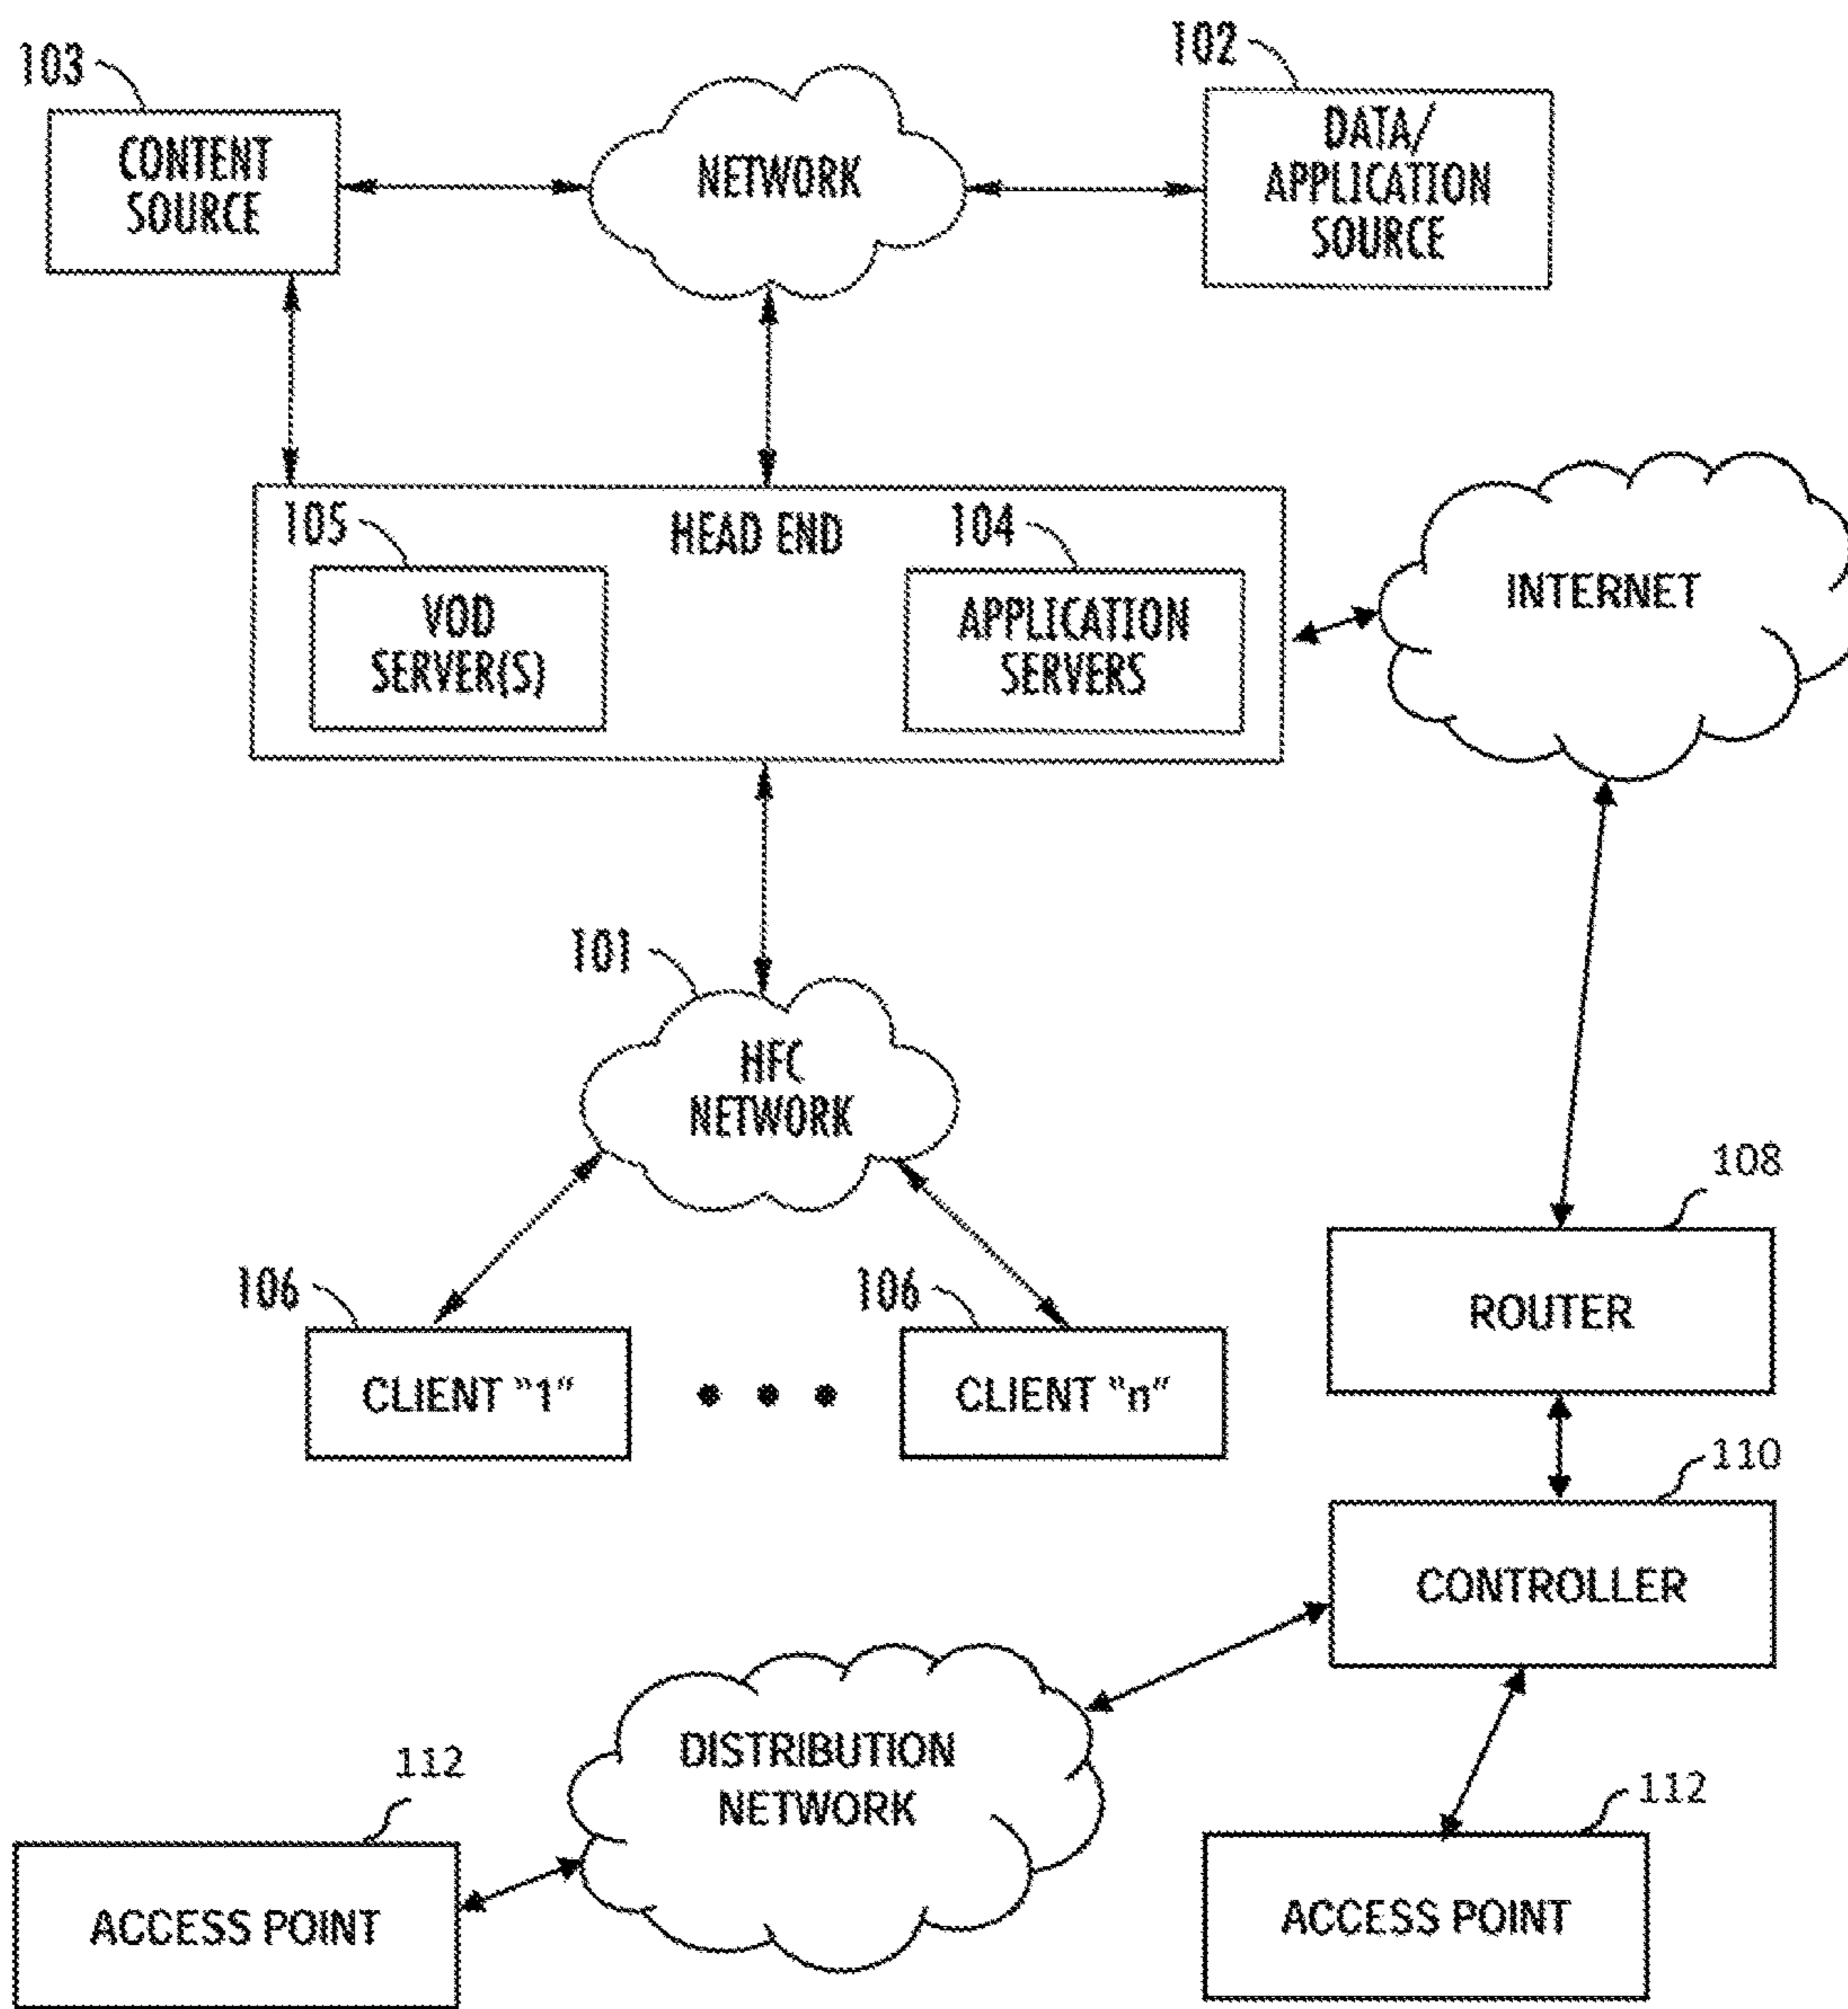 103
102
CONTENT
SOURCE
NETWORK
DATA/
APPLICATION
SOURCE
105
HEAD END
104
VOD
SERVER(S)
APPLICATION
SERVERS
INTERNET
101
HFC
NETWORK
108
106
106
ROUTER
CLIENT "1"
CLIENT "n"
110
CONTROLLER
DISTRIBUTION
NETWORK
112
112
ACCESS POINT
ACCESS POINT